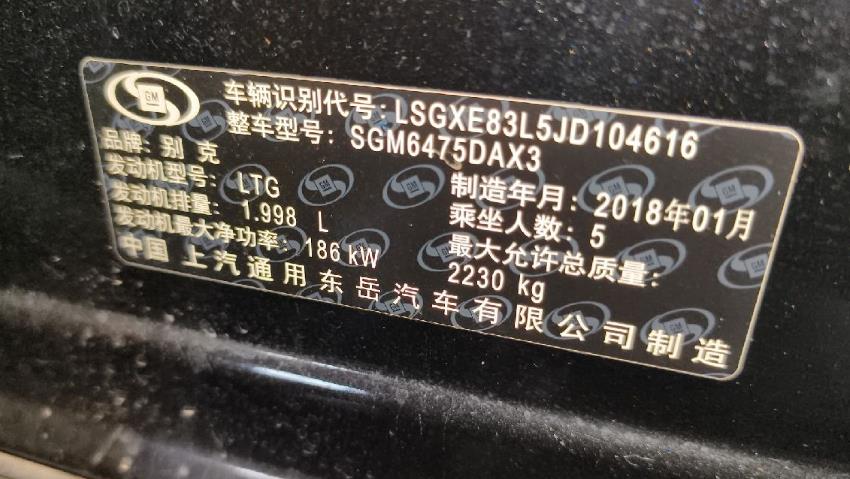 GM
车辆识别代号: LSGXE83L5JD104616
整车型号: SGM6475DAX3
品牌: 别克
制造年月: 2018年01月
发动机型号: LTG
乘坐人数: 5
发动机排量: 1.998 L
最大允许总质量:
发动机最大净功率: 186 kW
2230 kg
中国 上汽通用东岳汽车有限公司制造